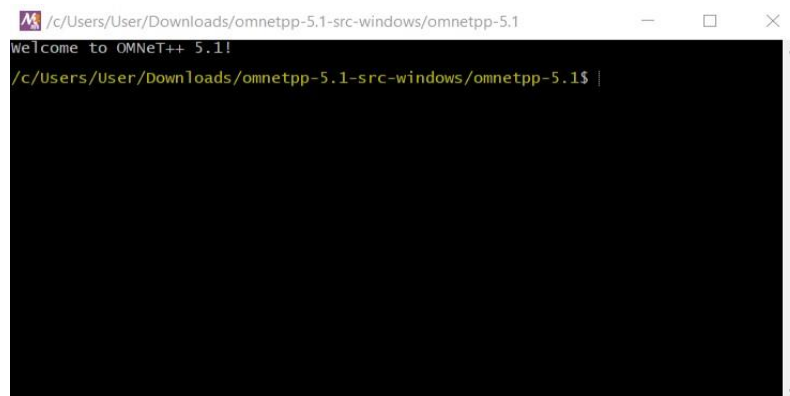 /c/Users/User/Downloads/omnetpp-5.1-src-windows/omnetpp-5.1
Welcome to OMNeT++ 5.1!
/c/Users/User/Downloads/omnetpp-5.1-src-windows/omnetpp-5.1$